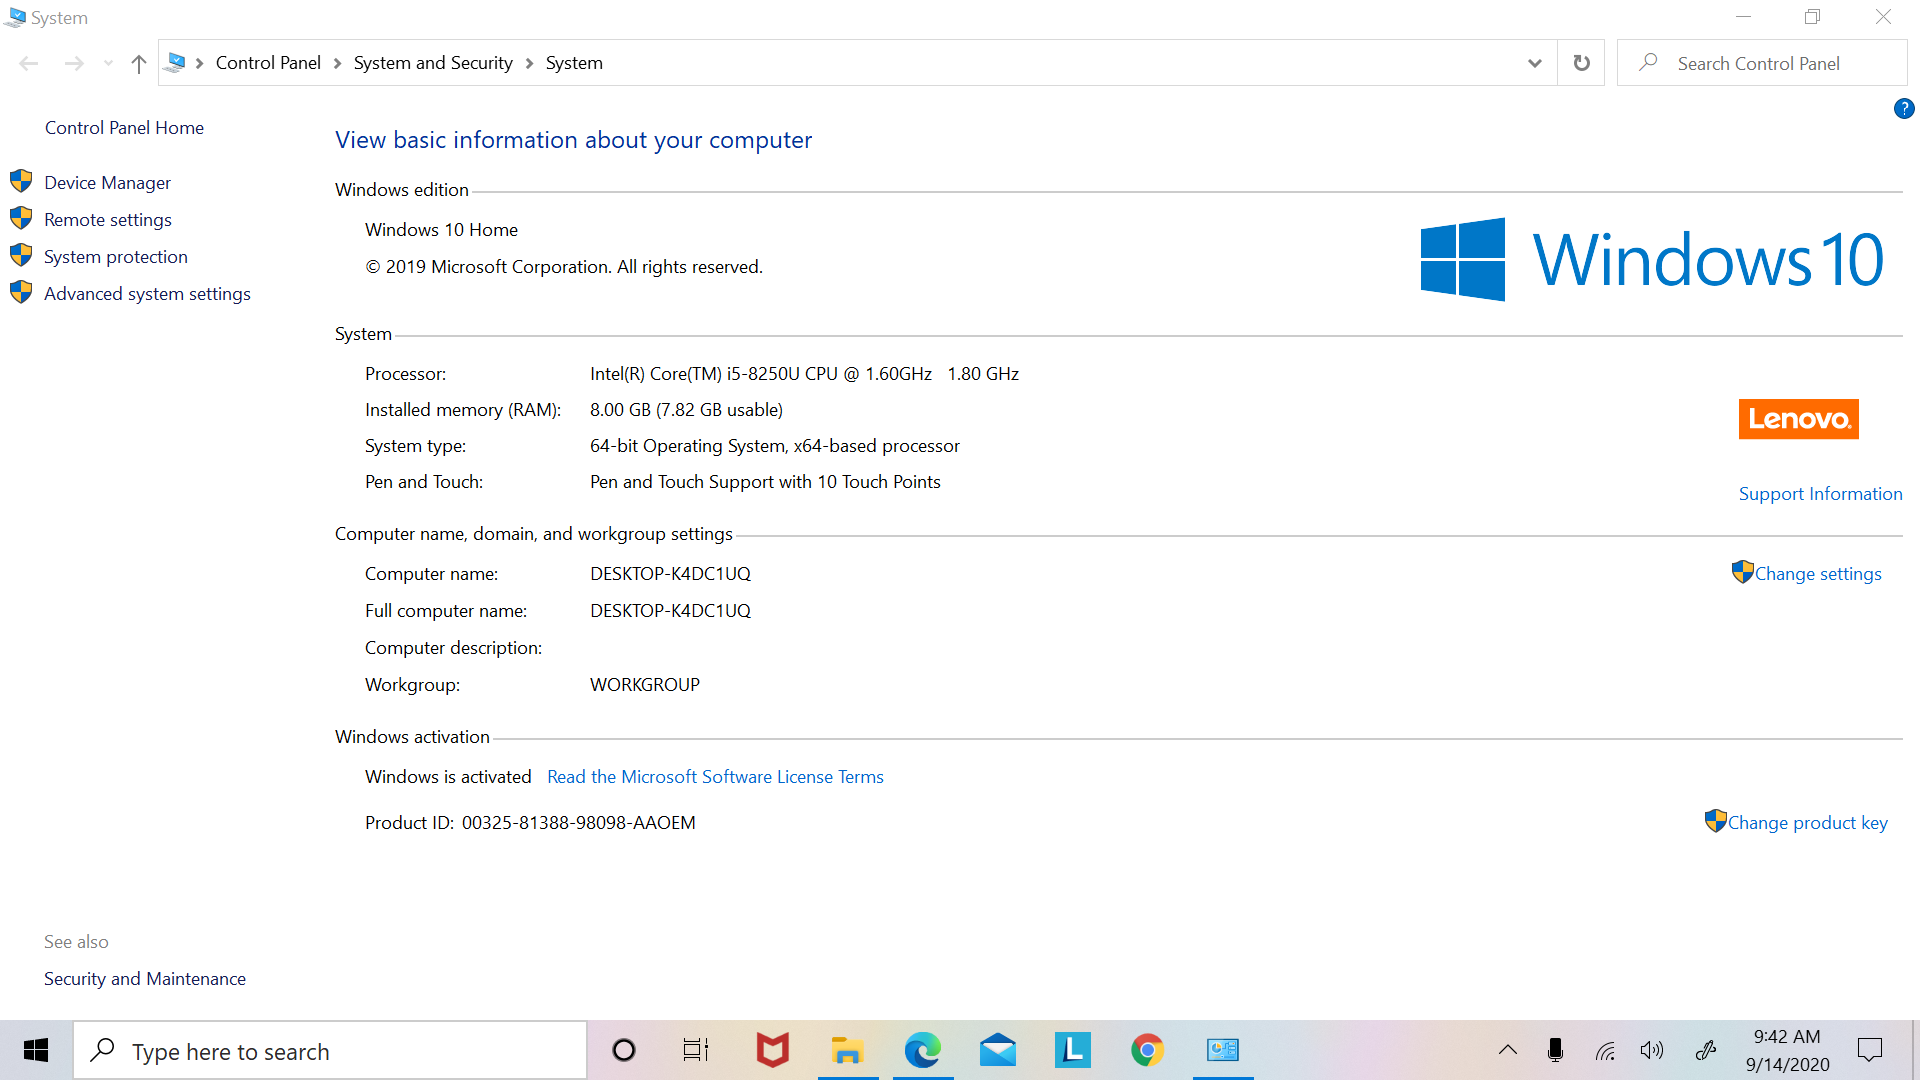 System
Control Panel > System and Security > System
Search Control Panel
?
Control Panel Home
Device Manager
Remote settings
System protection
Advanced system settings
View basic information about your computer
Windows edition
Windows 10 Home
© 2019 Microsoft Corporation. All rights reserved.
Windows 10
System
Processor: Intel(R) Core(TM) i5-8250U CPU @ 1.60GHz 1.80 GHz
Installed memory (RAM): 8.00 GB (7.82 GB usable)
System type: 64-bit Operating System, x64-based processor
Pen and Touch: Pen and Touch Support with 10 Touch Points
Lenovo
Support Information
Computer name, domain, and workgroup settings
Computer name: DESKTOP-K4DC1UQ
Change settings
Full computer name: DESKTOP-K4DC1UQ
Computer description:
Workgroup: WORKGROUP
Windows activation
Windows is activated Read the Microsoft Software License Terms
Product ID: 00325-81388-98098-AAOEM
Change product key
See also
Security and Maintenance
Type here to search
L
9:42 AM
9/14/2020